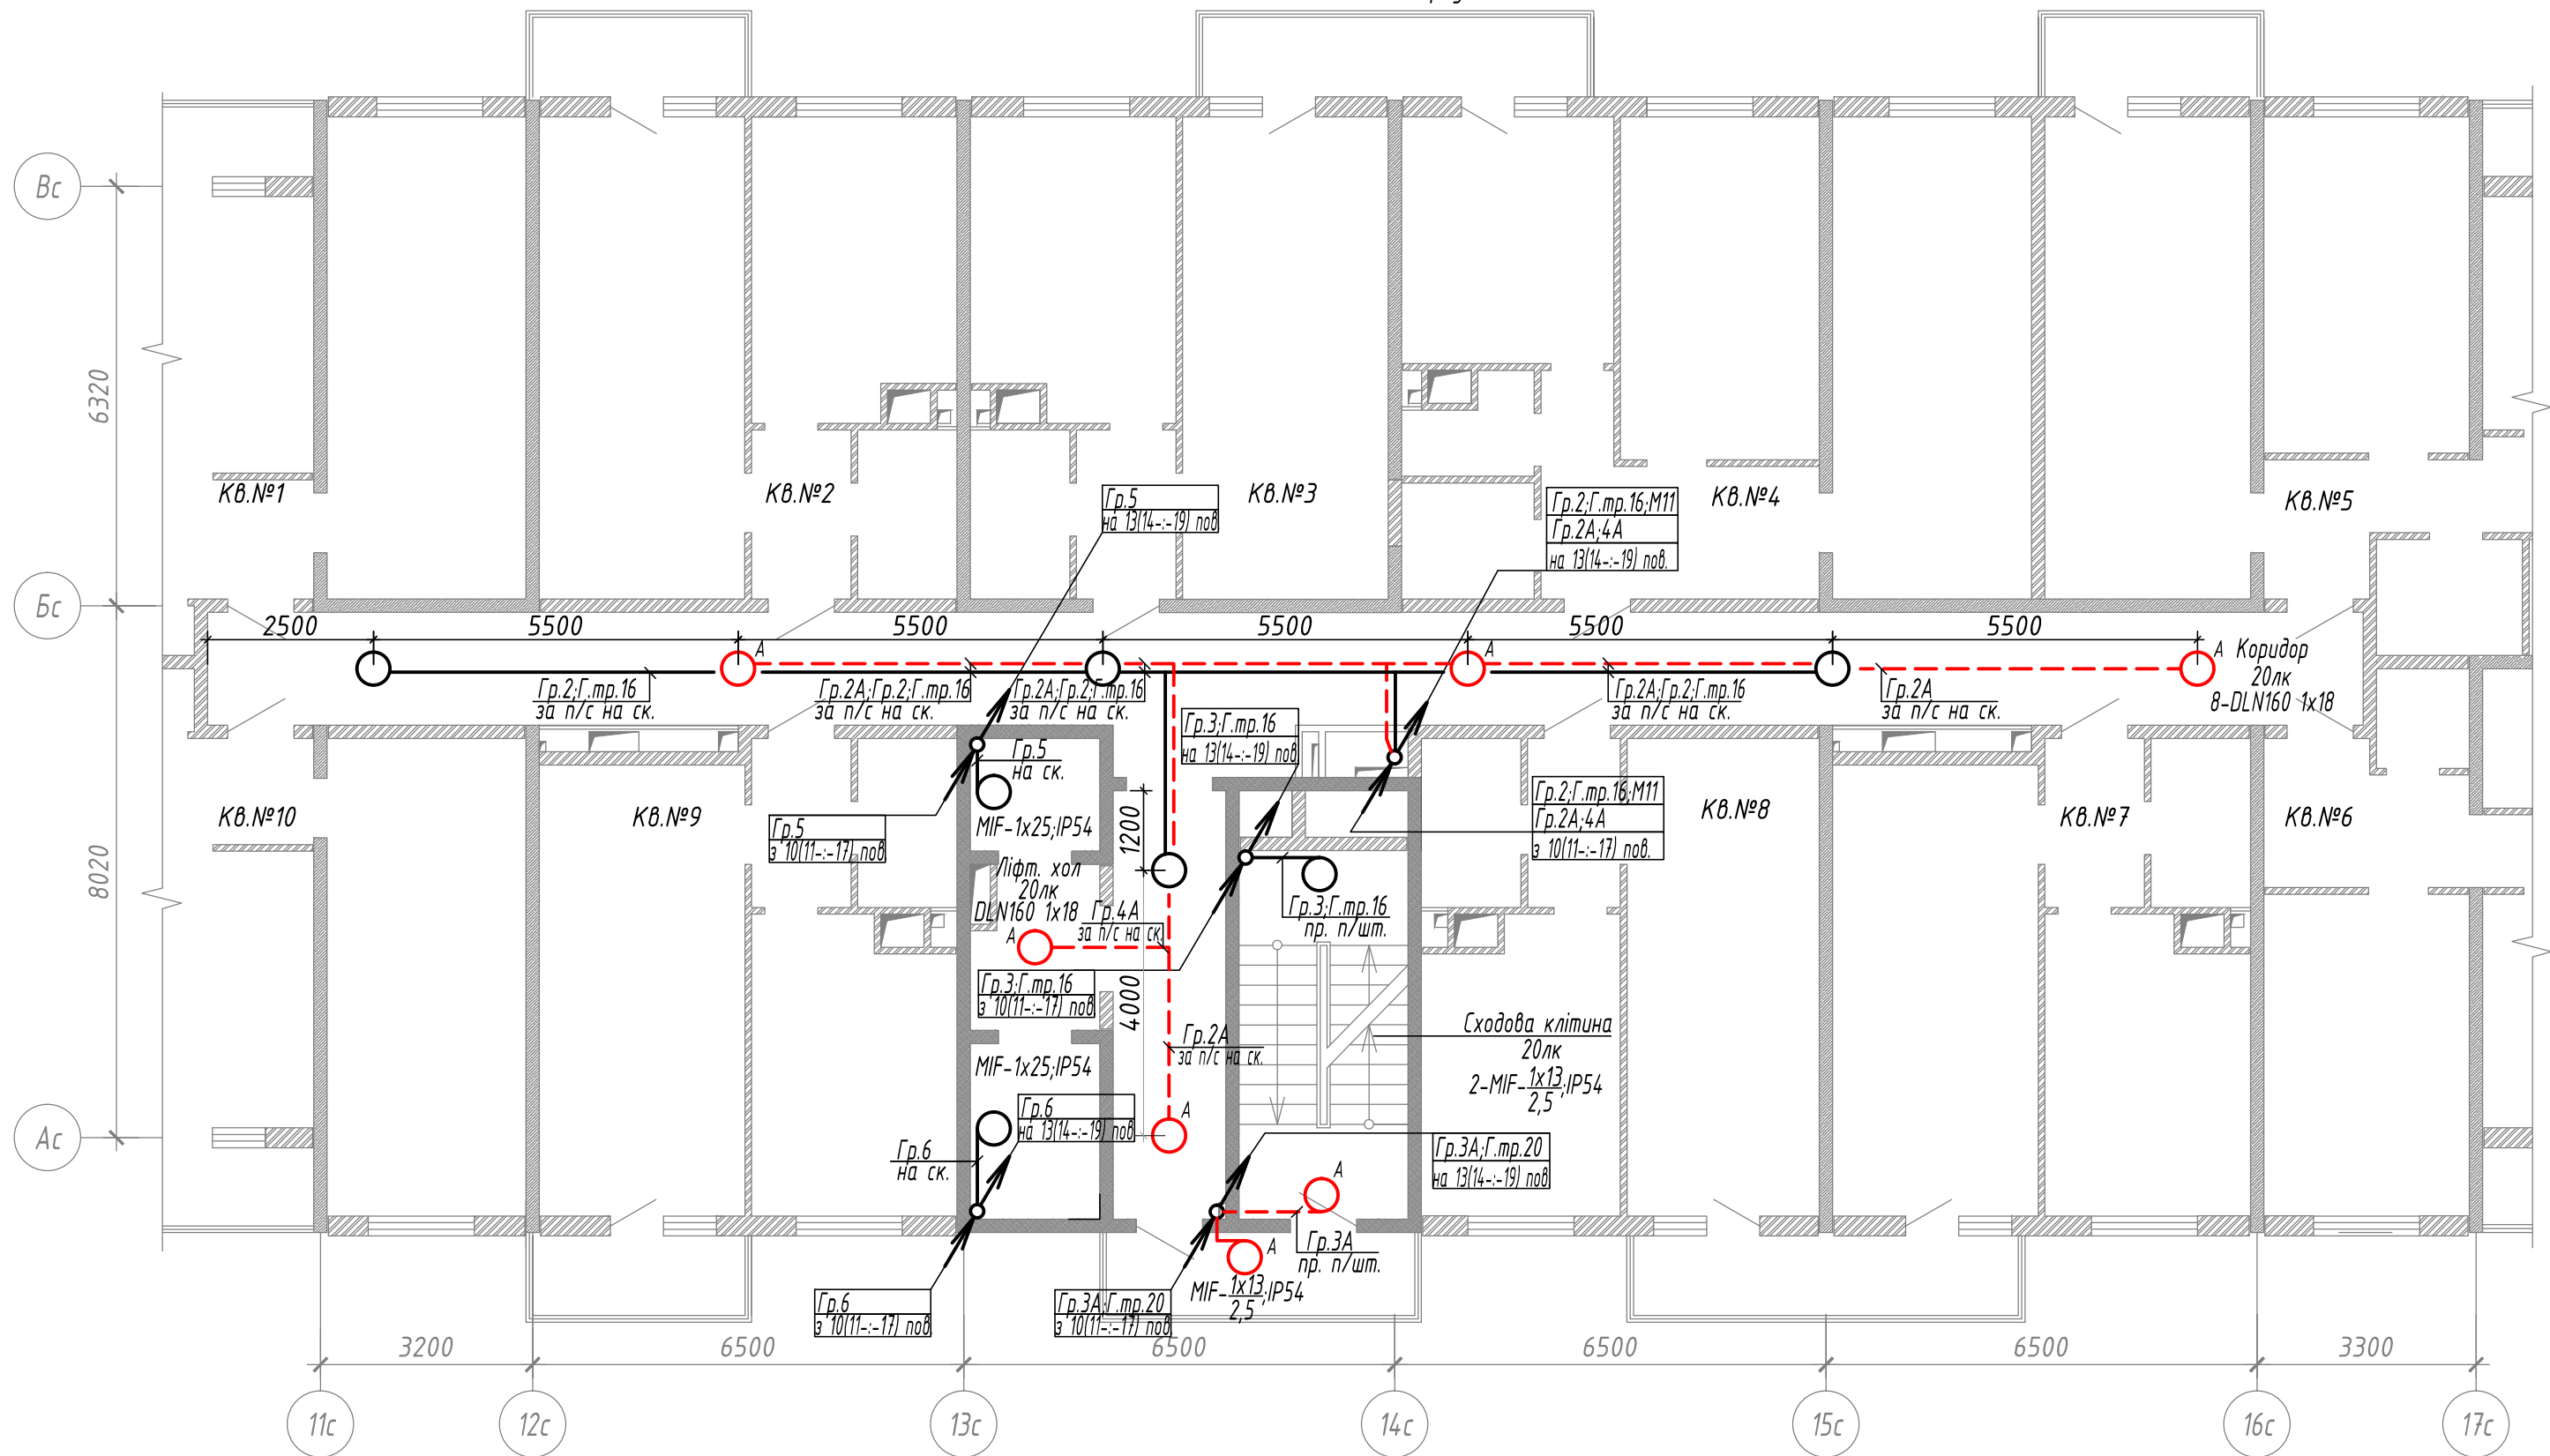 Вс
6320
Бс
8020
Ас
Кв.№1
Кв.№2
Кв.№3
Кв.№4
Кв.№5
Гр.5
на 13(14-:-19) пов
Гр.2;Г.тр.16;М11
Гр.2А;4А
на 13(14-:-19) пов.
2500
5500
5500
5500
5500
5500
А
А
А
Коридор
20лк
8-DLN160 1x18
Гр.2;Г.тр.16
за п/с на ск.
Гр.2А;Гр.2;Г.тр.16
за п/с на ск.
Гр.2А;Гр.2;Г.тр.16
за п/с на ск.
Гр.2А;Гр.2;Г.тр.16
за п/с на ск.
Гр.2А
за п/с на ск.
Гр.3;Г.тр.16
на 13(14-:-19) пов
Гр.5
на ск.
Кв.№10
Кв.№9
Кв.№8
Кв.№7
Кв.№6
Гр.5
з 10(11-:-17) пов
MIF-1x25;IP54
1200
Гр.2;Г.тр.16;М11
Гр.2А;4А
з 10(11-:-17) пов.
Ліфт. хол
20лк
DLN160 1x18
Гр.4А
за п/с на ск.
А
Гр.3;Г.тр.16
пр. п/шт.
Гр.3;Г.тр.16
з 10(11-:-17) пов
4000
Гр.2А
за п/с на ск.
Сходова клітина
20лк
2-MIF-1x13/2,5;IP54
MIF-1x25;IP54
Гр.6
на 13(14-:-19) пов
А
Гр.6
на ск.
Гр.3А;Г.тр.20
на 13(14-:-19) пов
А
А
Гр.3А
пр. п/шт.
MIF-1x13/2,5;IP54
Гр.6
з 10(11-:-17) пов
Гр.3А;Г.тр.20
з 10(11-:-17) пов
3200
6500
6500
6500
6500
3300
11с
12с
13с
14с
15с
16с
17с